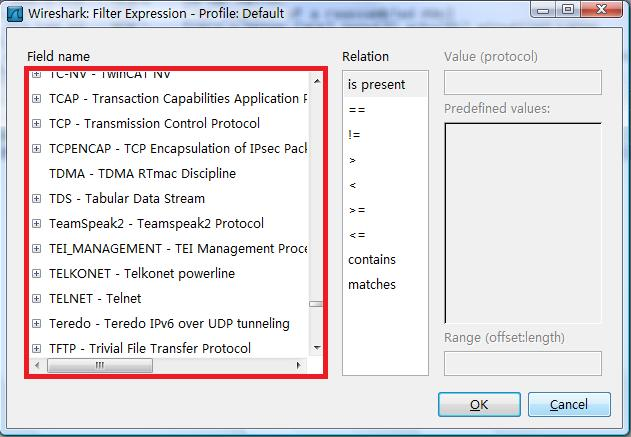 Wireshark: Filter Expression - Profile: Default
Field name
TC-NV - TwinCAT NV
TCAP - Transaction Capabilities Application P
TCP - Transmission Control Protocol
TCPENCAP - TCP Encapsulation of IPsec Pack
TDMA - TDMA RTmac Discipline
TDS - Tabular Data Stream
TeamSpeak2 - Teamspeak2 Protocol
TEI_MANAGEMENT - TEI Management Proce
TELKONET - Telkonet powerline
TELNET - Telnet
Teredo - Teredo IPv6 over UDP tunneling
TFTP - Trivial File Transfer Protocol
Relation
is present
==
!=
>
<
>=
<=
contains
matches
Value (protocol)
Predefined values:
Range (offset:length)
OK
Cancel